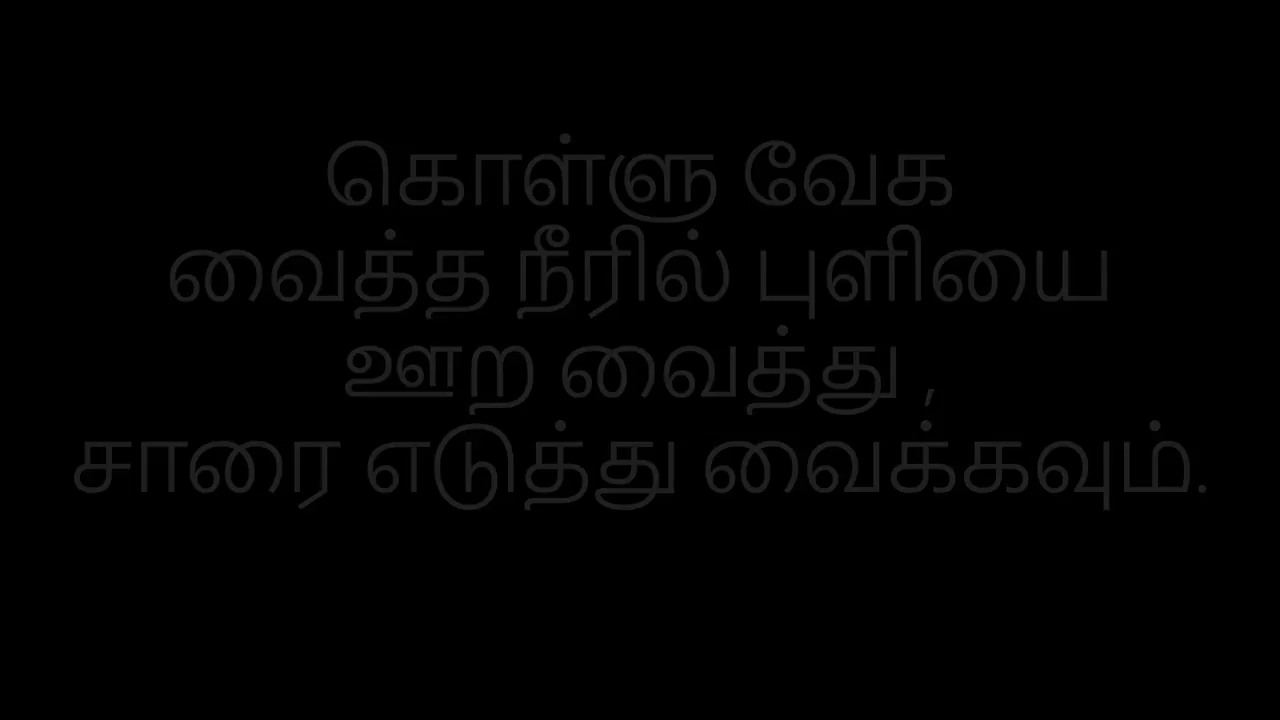 கொள்ளு வேக
வைத்த நீரில் புளியை
ஊற வைத்து ,
சாரை எடுத்து வைக்கவும்.